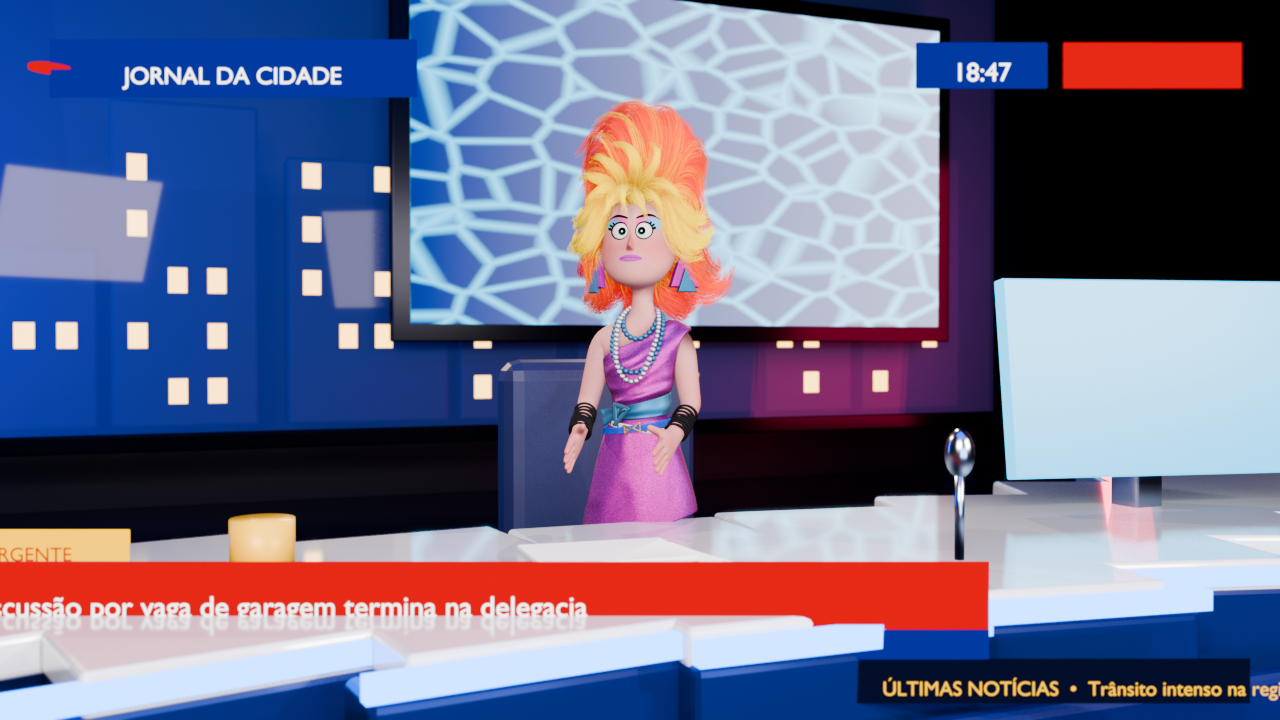 JORNAL DA CIDADE
18:47
RGENTE
cussão por vaga de garagem termina na delegacia
ÚLTIMAS NOTÍCIAS • Trânsito intenso na regi